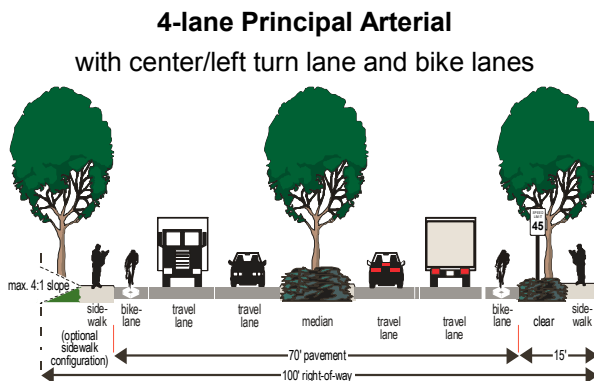 4-lane Principal Arterial
with center/left turn lane and bike lanes
SPEED
LIMIT
45
max. 4:1 slope
side-
walk
bike-
lane
travel
lane
travel
lane
median
travel
lane
travel
lane
bike-
lane
clear
side-
walk
(optional
sidewalk
configuration)
70' pavement
15'
100' right-of-way